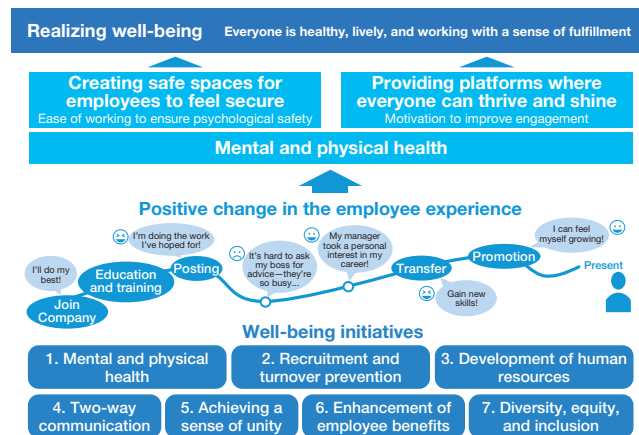 Realizing well-being Everyone is healthy, lively, and working with a sense of fulfillment
Creating safe spaces for
employees to feel secure
Ease of working to ensure psychological safety
Providing platforms where
everyone can thrive and shine
Motivation to improve engagement
Mental and physical health
Positive change in the employee experience
I'll do my
best!
Join
Company
Education
and training
I'm doing the work
I've hoped for!
Posting
It's hard to ask
my boss for
advice—they're
so busy...
My manager
took a personal
interest in my
career!
Transfer
Gain new
skills!
Promotion
I can feel
myself growing!
Present
Well-being initiatives
1. Mental and physical
health
2. Recruitment and
turnover prevention
3. Development of human
resources
4. Two-way
communication
5. Achieving a
sense of unity
6. Enhancement of
employee benefits
7. Diversity, equity,
and inclusion